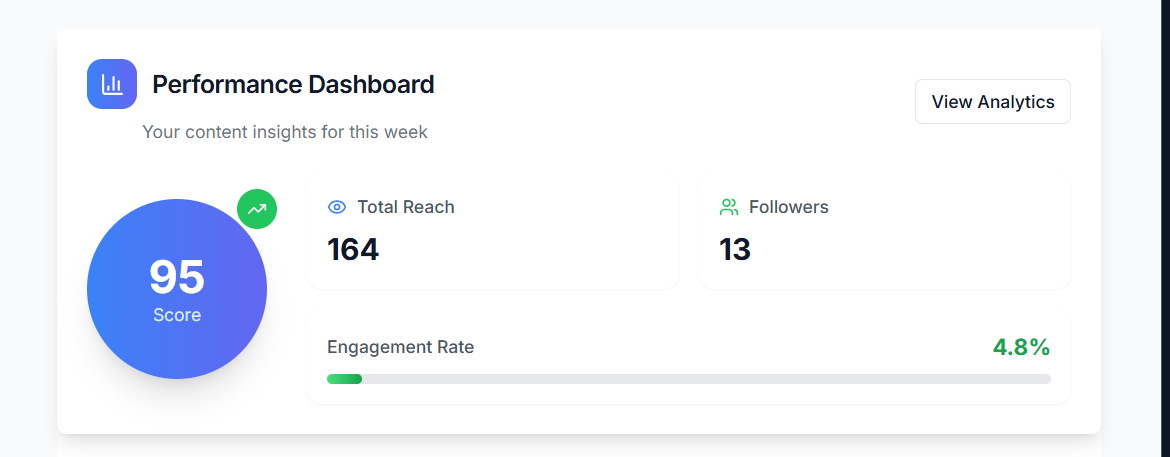 Performance Dashboard
View Analytics
Your content insights for this week
Total Reach
164
Followers
13
95
Score
Engagement Rate
4.8%